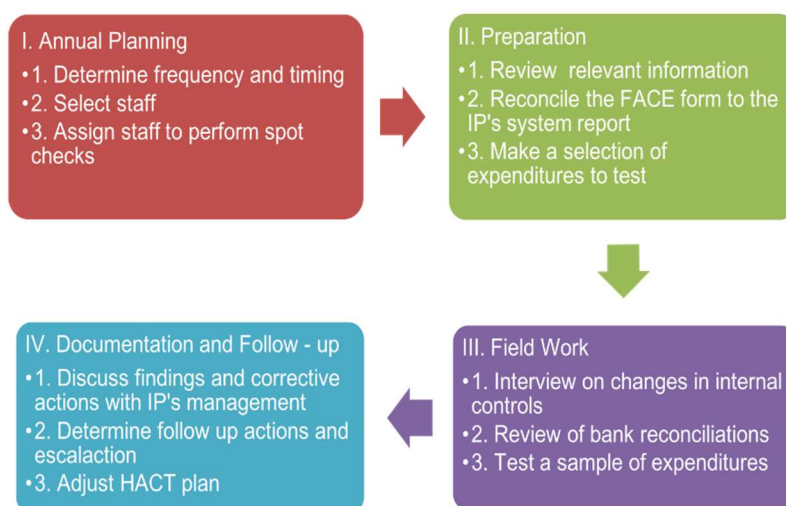 I. Annual Planning
•1. Determine frequency and timing
•2. Select staff
•3. Assign staff to perform spot
checks
II. Preparation
•1. Review relevant information
•2. Reconcile the FACE form to the
IP's system report
•3. Make a selection of
expenditures to test
III. Field Work
•1. Interview on changes in internal
controls
•2. Review of bank reconciliations
•3. Test a sample of expenditures
IV. Documentation and Follow - up
•1. Discuss findings and corrective
actions with IP's management
•2. Determine follow up actions and
escalaction
•3. Adjust HACT plan